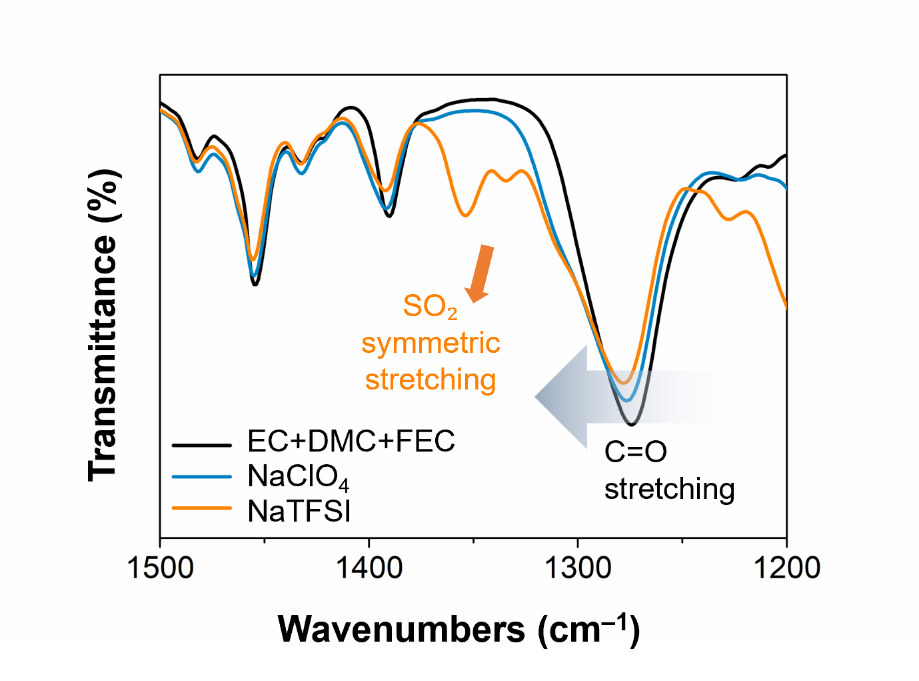 Transmittance (%)
SO₂
symmetric
stretching
C=O
stretching
EC+DMC+FEC
NaClO₄
NaTFSI
1500
1400
1300
1200
Wavenumbers (cm⁻¹)